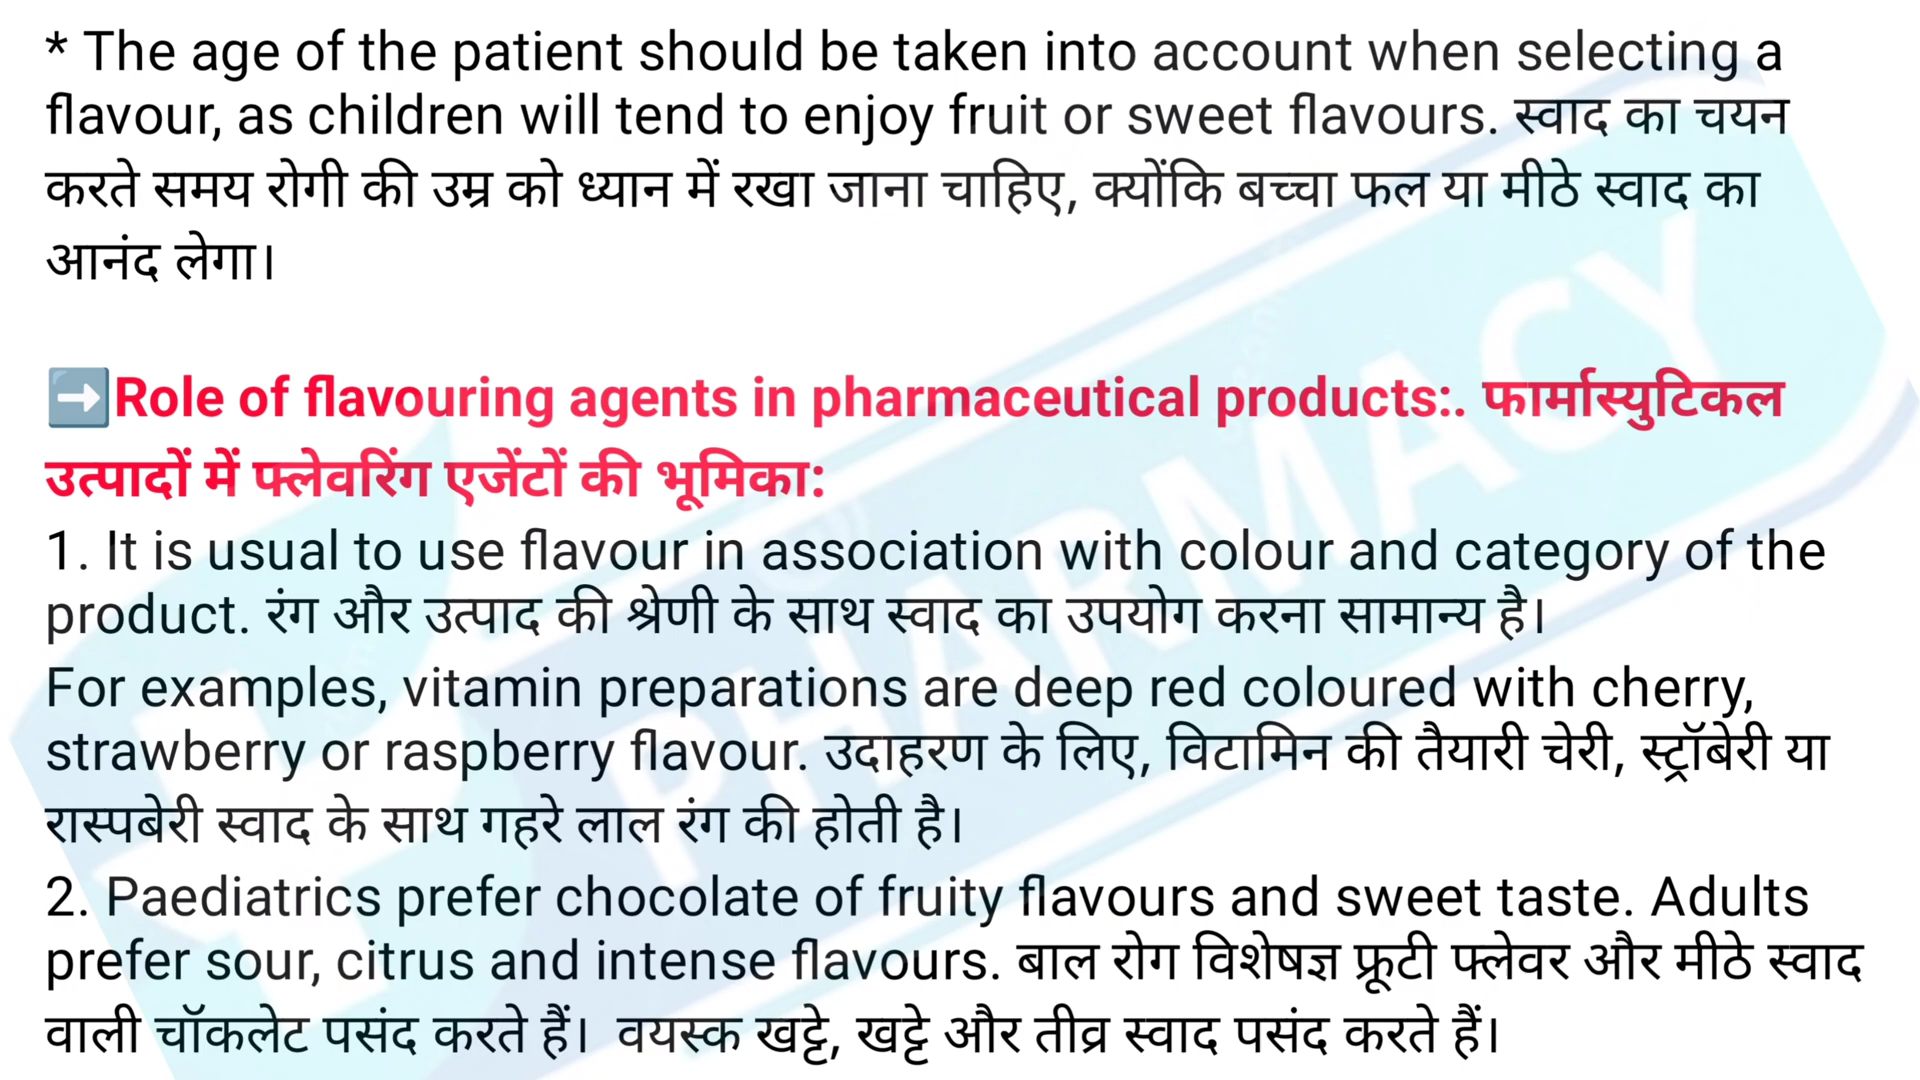 * The age of the patient should be taken into account when selecting a
flavour, as children will tend to enjoy fruit or sweet flavours. स्वाद का चयन
करते समय रोगी की उम्र को ध्यान में रखा जाना चाहिए, क्योंकि बच्चा फल या मीठे स्वाद का
आनंद लेगा।
➡️Role of flavouring agents in pharmaceutical products:. फार्मास्युटिकल
उत्पादों में फ्लेवरिंग एजेंटों की भूमिका:
1. It is usual to use flavour in association with colour and category of the
product. रंग और उत्पाद की श्रेणी के साथ स्वाद का उपयोग करना सामान्य है।
For examples, vitamin preparations are deep red coloured with cherry,
strawberry or raspberry flavour. उदाहरण के लिए, विटामिन की तैयारी चेरी, स्ट्रॉबेरी या
रास्पबेरी स्वाद के साथ गहरे लाल रंग की होती है।
2. Paediatrics prefer chocolate of fruity flavours and sweet taste. Adults
prefer sour, citrus and intense flavours. बाल रोग विशेषज्ञ फ्रूटी फ्लेवर और मीठे स्वाद
वाली चॉकलेट पसंद करते हैं। वयस्क खट्टे, खट्टे और तीव्र स्वाद पसंद करते हैं।
PHARMACY